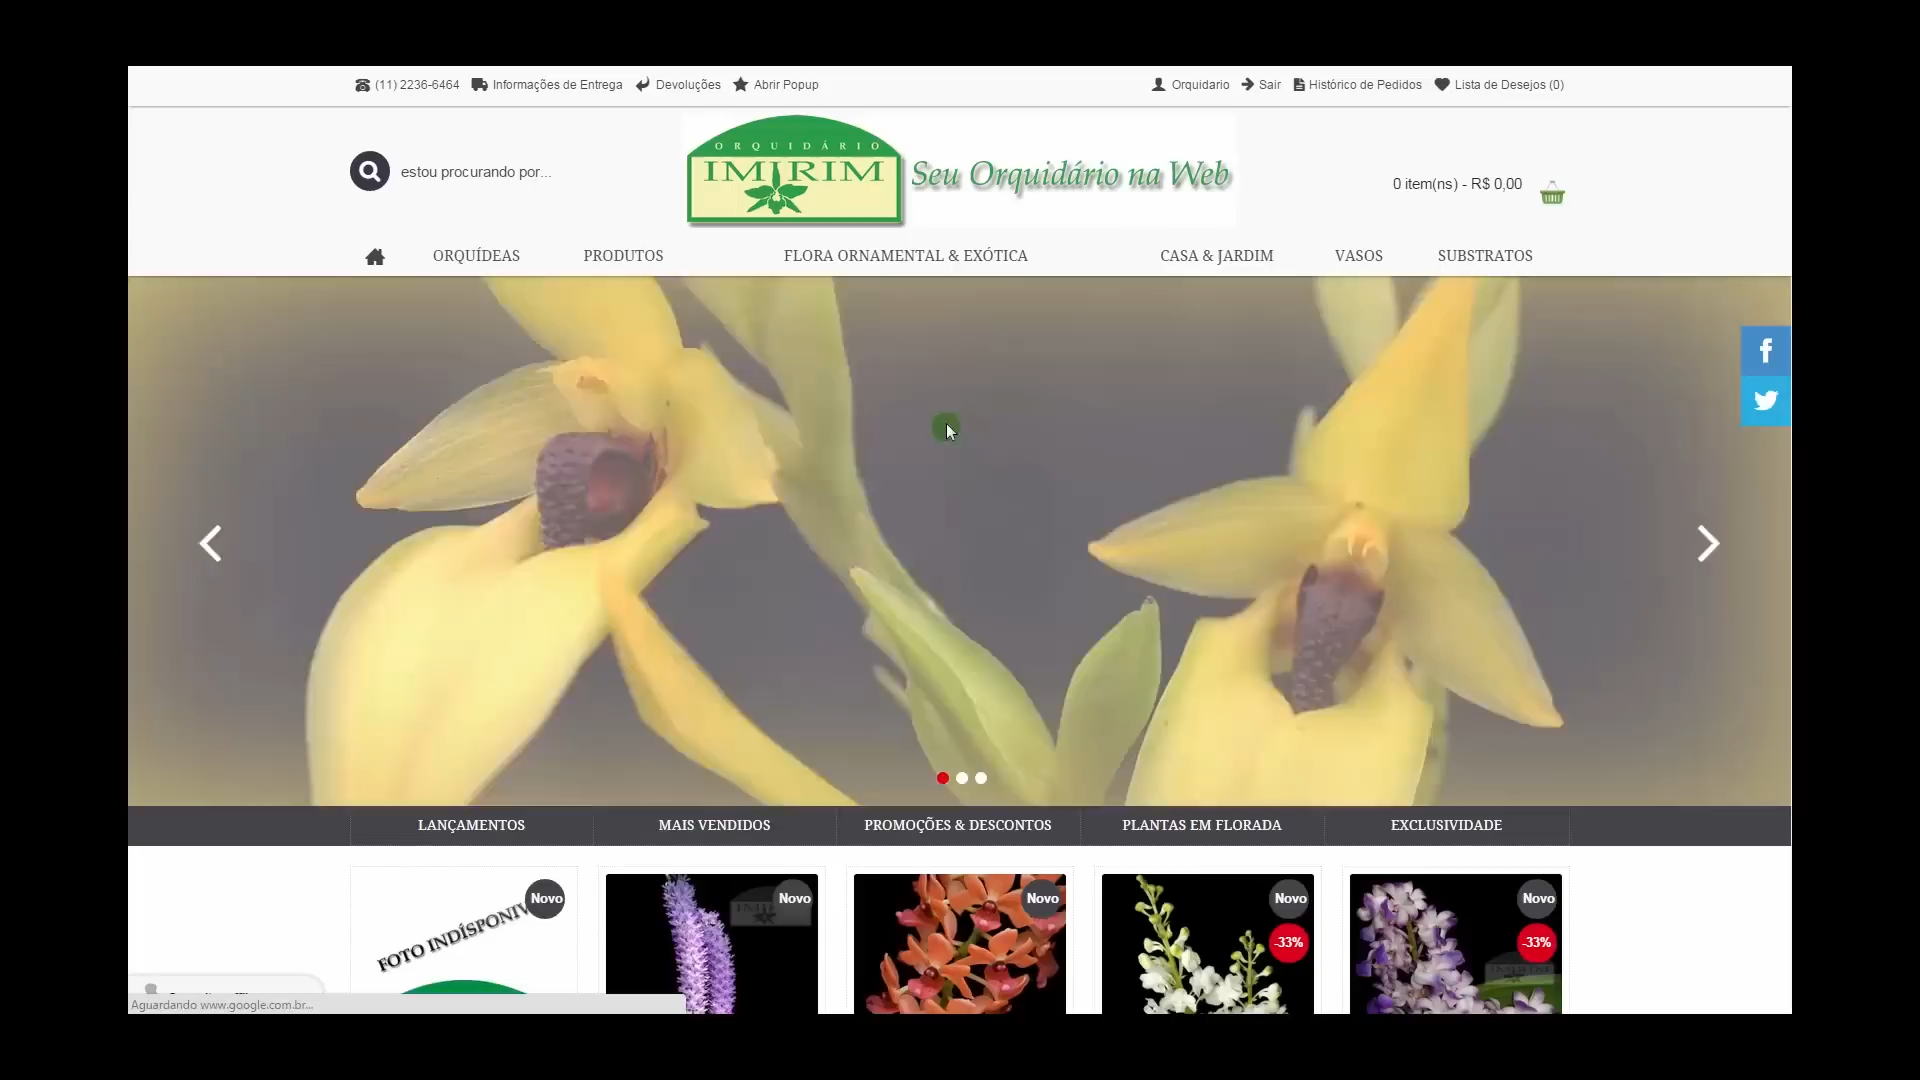 (11) 2236-6464 Informações de Entrega Devoluções Abrir Popup Orquidario Sair Histórico de Pedidos Lista de Desejos (0)
ORQUIDÁRIO
IMIRIM
Seu Orquidário na Web
estou procurando por...
0 item(ns) - R$ 0,00
ORQUÍDEAS PRODUTOS FLORA ORNAMENTAL & EXÓTICA CASA & JARDIM VASOS SUBSTRATOS
LANÇAMENTOS MAIS VENDIDOS PROMOÇÕES & DESCONTOS PLANTAS EM FLORADA EXCLUSIVIDADE
Novo Novo Novo Novo Novo
FOTO INDÍSPONIV
-33% -33%
Aguardando www.google.com.br...